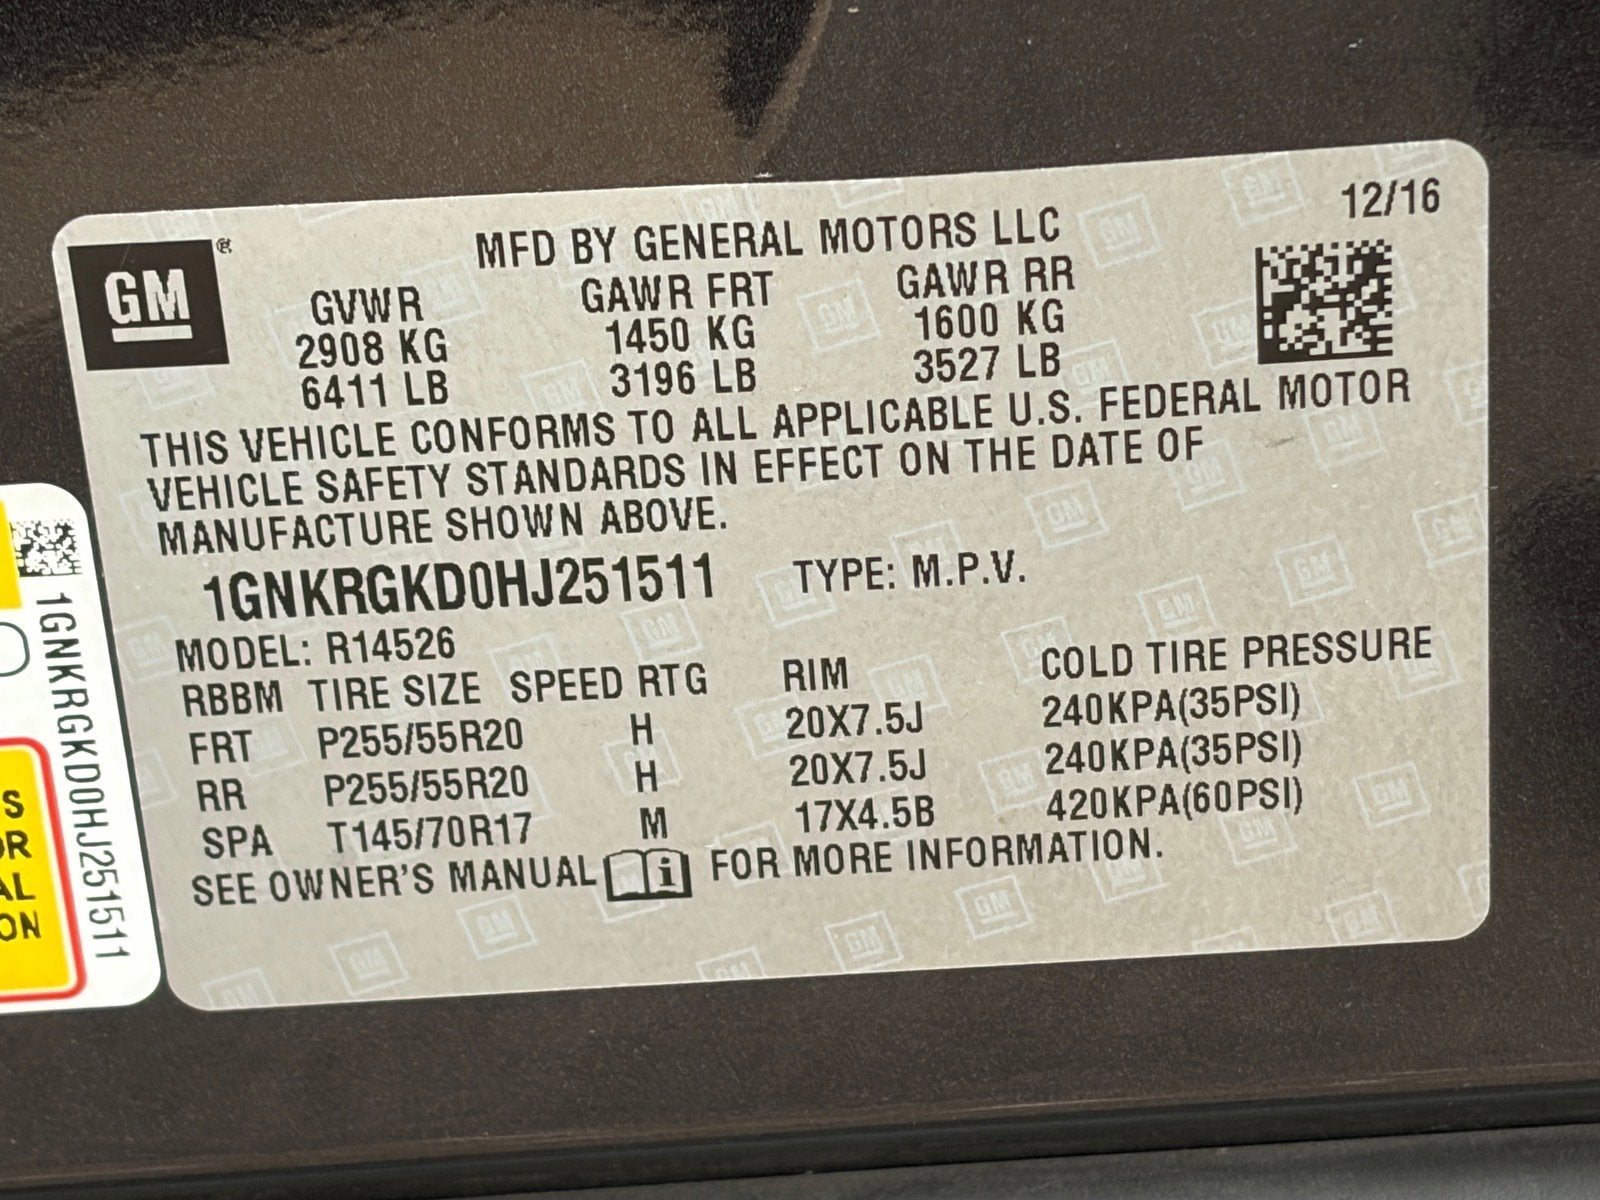 12/16
GM®
MFD BY GENERAL MOTORS LLC
GVWR GAWR FRT GAWR RR
2908 KG 1450 KG 1600 KG
6411 LB 3196 LB 3527 LB
THIS VEHICLE CONFORMS TO ALL APPLICABLE U.S. FEDERAL MOTOR
VEHICLE SAFETY STANDARDS IN EFFECT ON THE DATE OF
MANUFACTURE SHOWN ABOVE.
1GNKRGKD0HJ251511 TYPE: M.P.V.
MODEL: R14526
RBBM TIRE SIZE SPEED RTG RIM COLD TIRE PRESSURE
FRT P255/55R20 H 20X7.5J 240KPA(35PSI)
RR P255/55R20 H 20X7.5J 240KPA(35PSI)
SPA T145/70R17 M 17X4.5B 420KPA(60PSI)
SEE OWNER'S MANUAL FOR MORE INFORMATION.
1GNKRGKD0HJ251511
S
OR
AL
ON